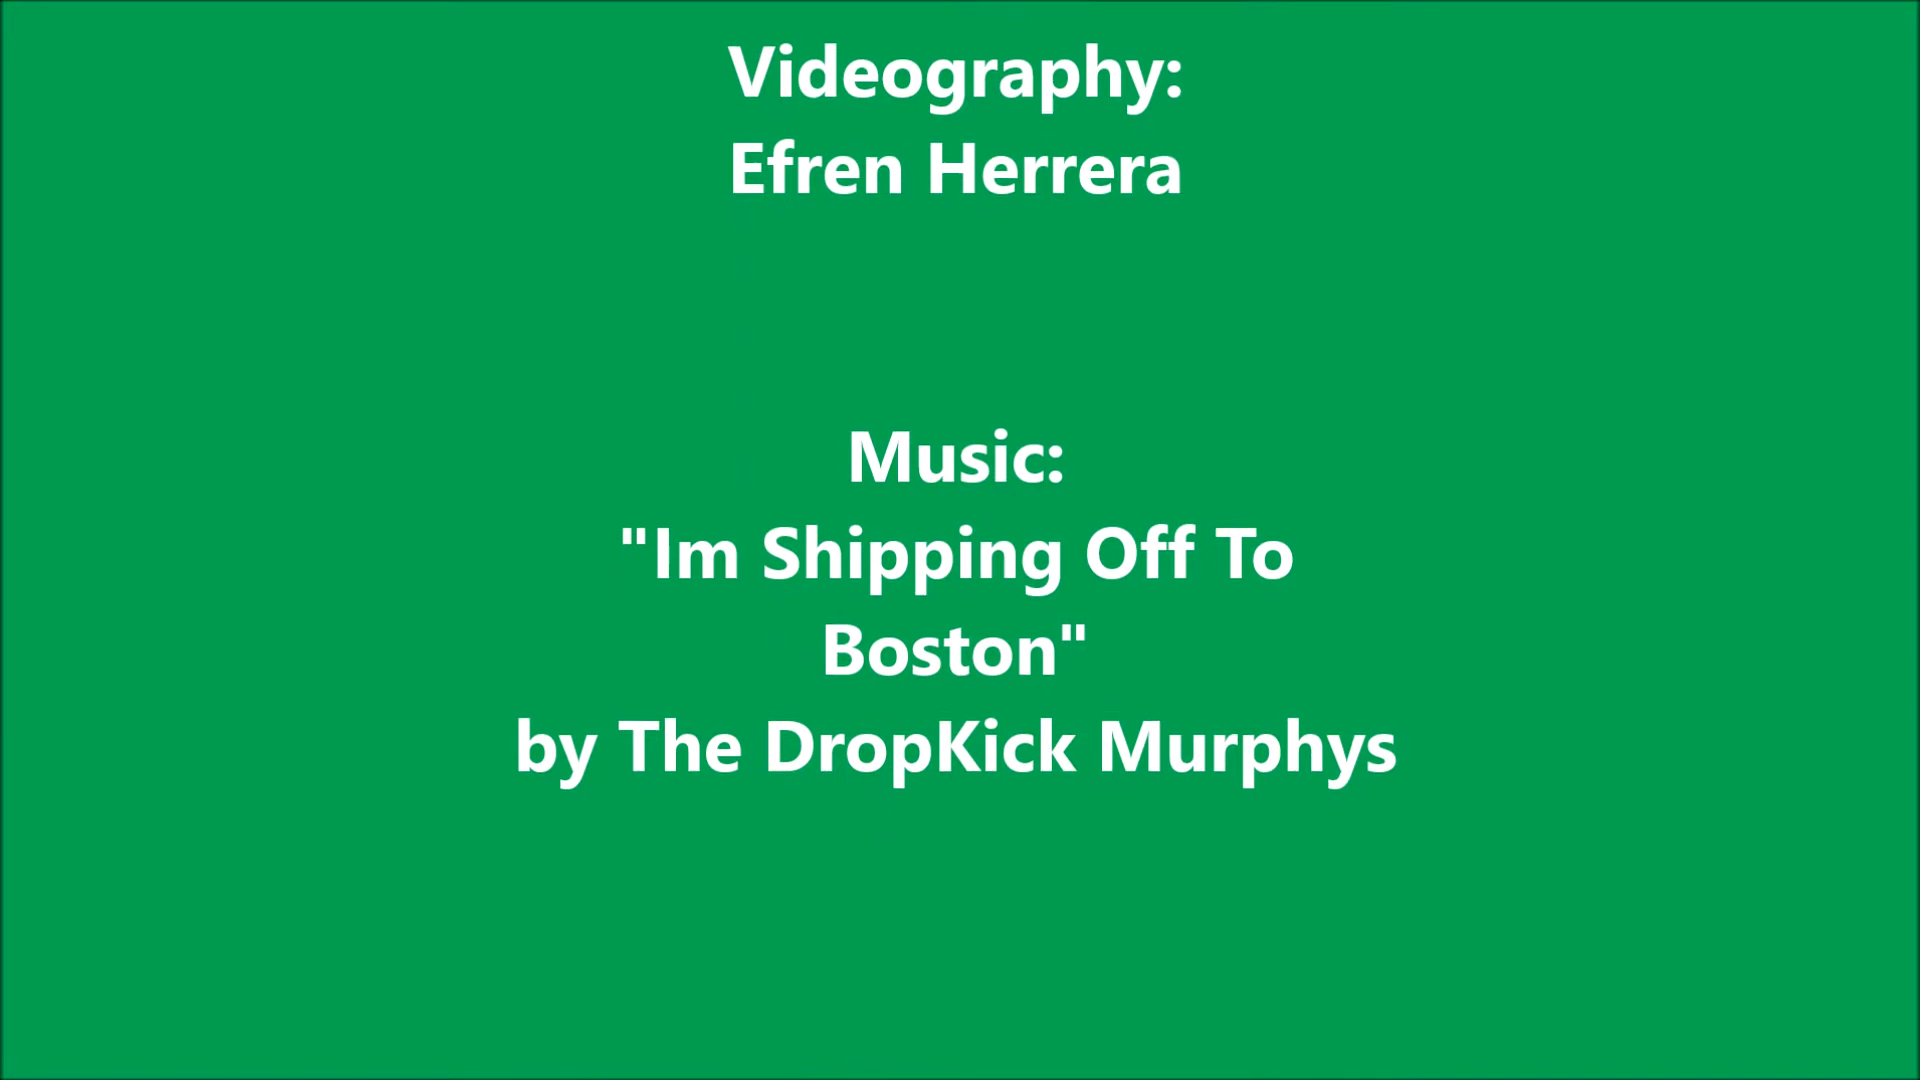 Videography:
Efren Herrera
Music:
"Im Shipping Off To
Boston"
by The DropKick Murphys